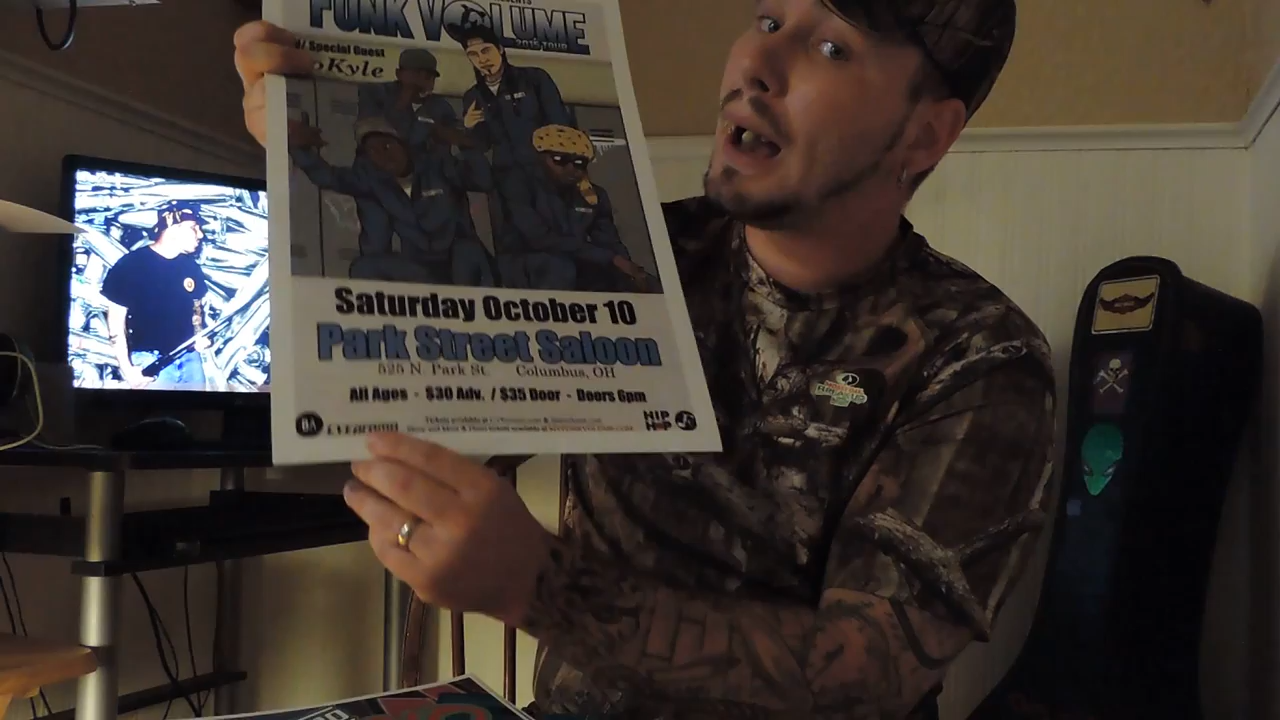 FUNK VOLUME
2015 TOUR
w/ Special Guest
oKyle
Saturday October 10
Park Street Saloon
525 N. Park St. Columbus, OH
All Ages - $30 Adv. / $35 Door - Doors 6pm
HIP
HOP